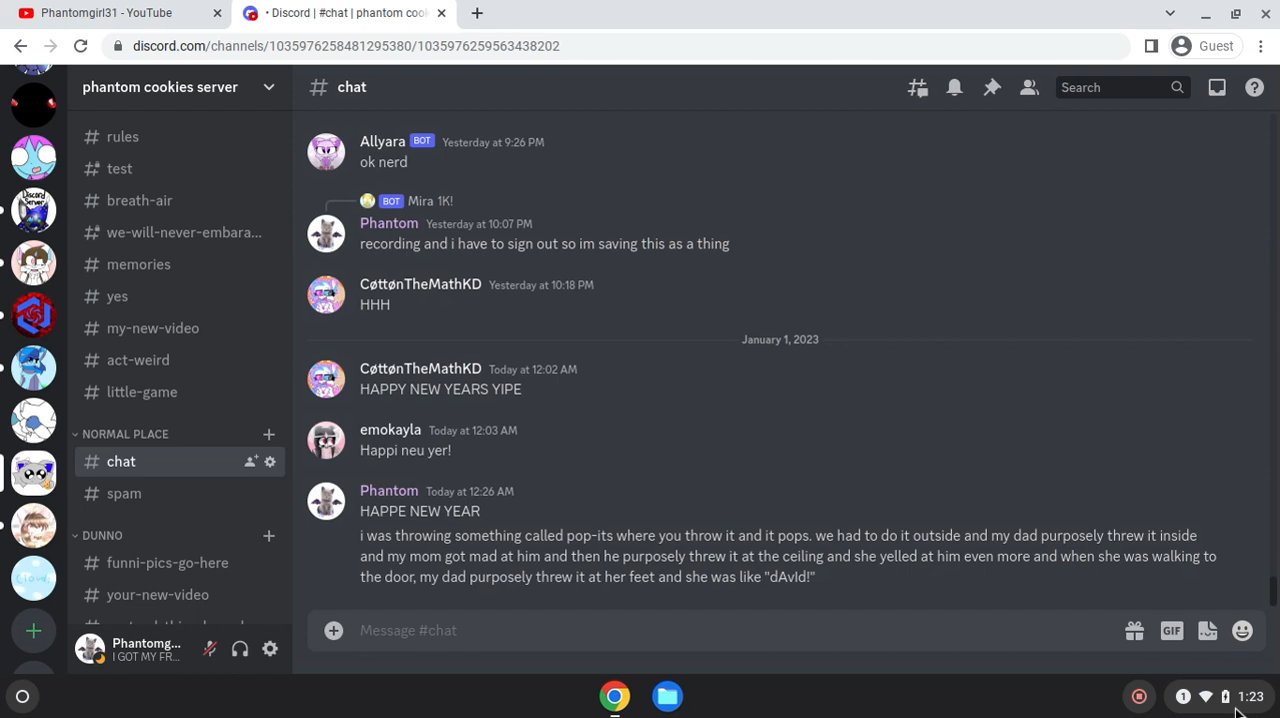 Phantomgirl31 - YouTube
• Discord | #chat | phantom cook
discord.com/channels/1035976258481295380/1035976259563438202
Guest
phantom cookies server
# chat
Search
# rules
# test
# breath-air
# we-will-never-embara...
# memories
# yes
# my-new-video
# act-weird
# little-game
NORMAL PLACE
# chat
# spam
DUNNO
# funni-pics-go-here
# your-new-video
Discord
Server
Cloud
Allyara BOT Yesterday at 9:26 PM
ok nerd
BOT Mira 1K!
Phantom Yesterday at 10:07 PM
recording and i have to sign out so im saving this as a thing
CøttønTheMathKD Yesterday at 10:18 PM
HHH
January 1, 2023
CøttønTheMathKD Today at 12:02 AM
HAPPY NEW YEARS YIPE
emokayla Today at 12:03 AM
Happi neu yer!
Phantom Today at 12:26 AM
HAPPE NEW YEAR
i was throwing something called pop-its where you throw it and it pops. we had to do it outside and my dad purposely threw it inside
and my mom got mad at him and then he purposely threw it at the ceiling and she yelled at him even more and when she was walking to
the door, my dad purposely threw it at her feet and she was like "dAvId!"
Message #chat
GIF
Phantomg...
I GOT MY FR...
1
1:23